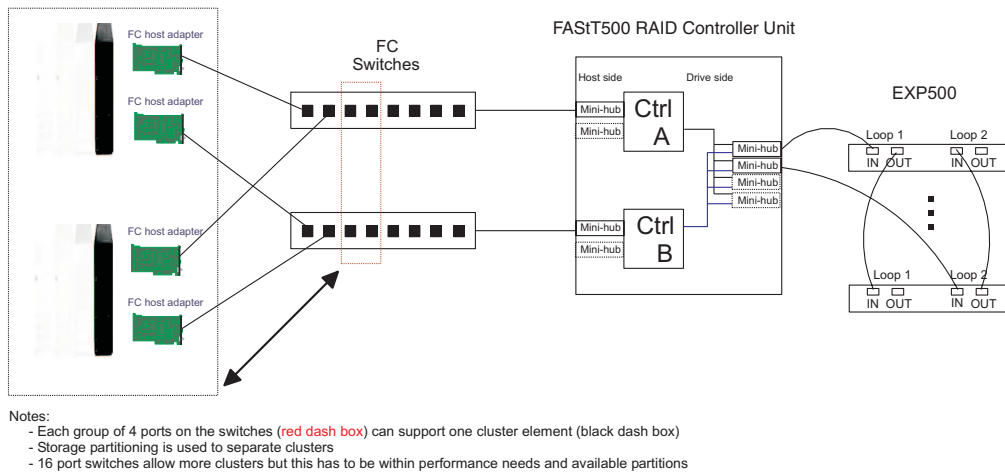 FAStT500 RAID Controller Unit
FC host adapter
FC
Switches
Host side
Drive side
EXP500
Mini-hub
Ctrl
A
Mini-hub
FC host adapter
Mini-hub
Mini-hub
Mini-hub
Mini-hub
Loop 1
Loop 2
IN OUT
IN OUT
Mini-hub
Ctrl
B
Mini-hub
FC host adapter
Loop 1
Loop 2
IN OUT
IN OUT
FC host adapter
Notes:
- Each group of 4 ports on the switches (red dash box) can support one cluster element (black dash box)
- Storage partitioning is used to separate clusters
- 16 port switches allow more clusters but this has to be within performance needs and available partitions